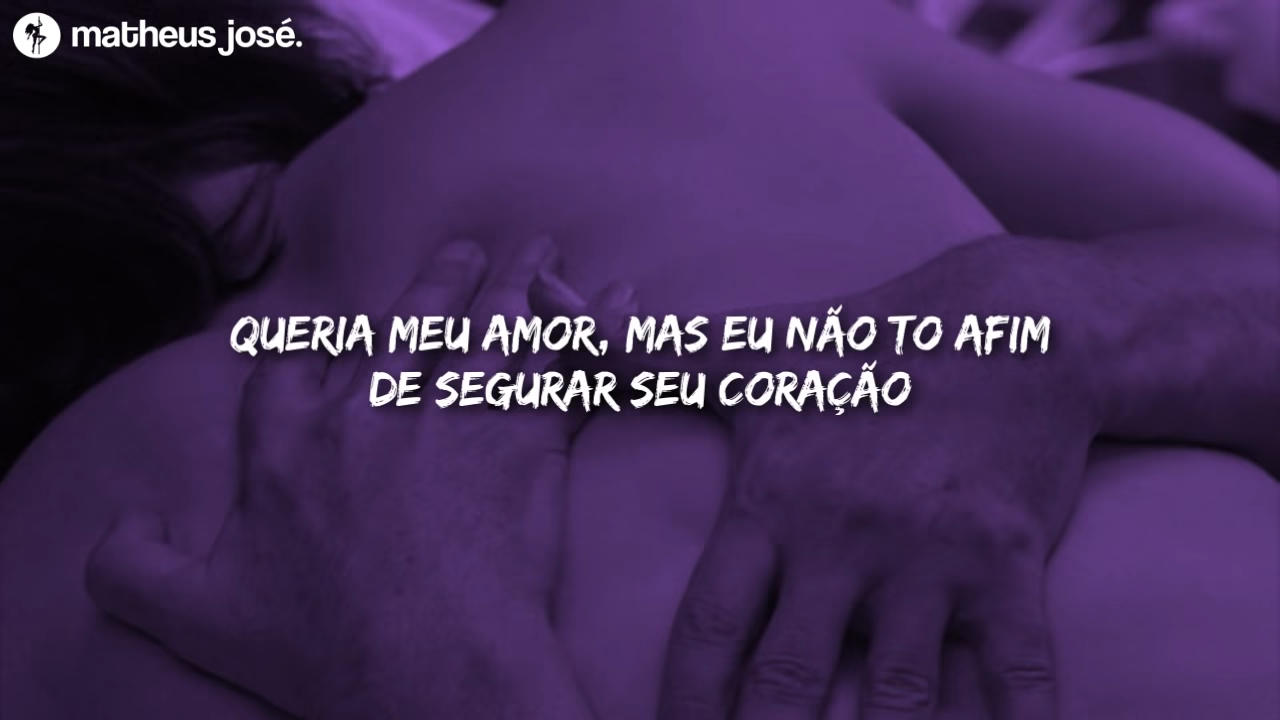 matheus josé.
QUERIA MEU AMOR, MAS EU NÃO TO AFIM
DE SEGURAR SEU CORAÇÃO